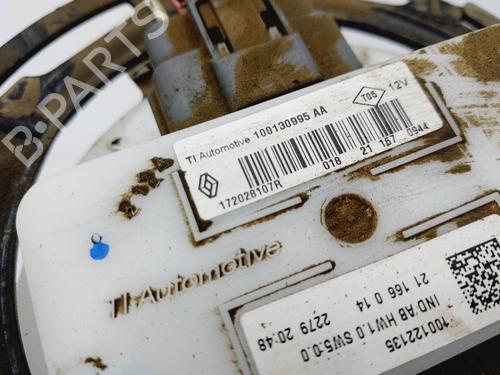 B-Parts
TI Automotive 100130995 AA
T05
12V
172028107R
018
21 167
0944
TI Automotive
100122135
IND AB HW1.0 SW5.0.0
21 166 0 14
2279 20:48